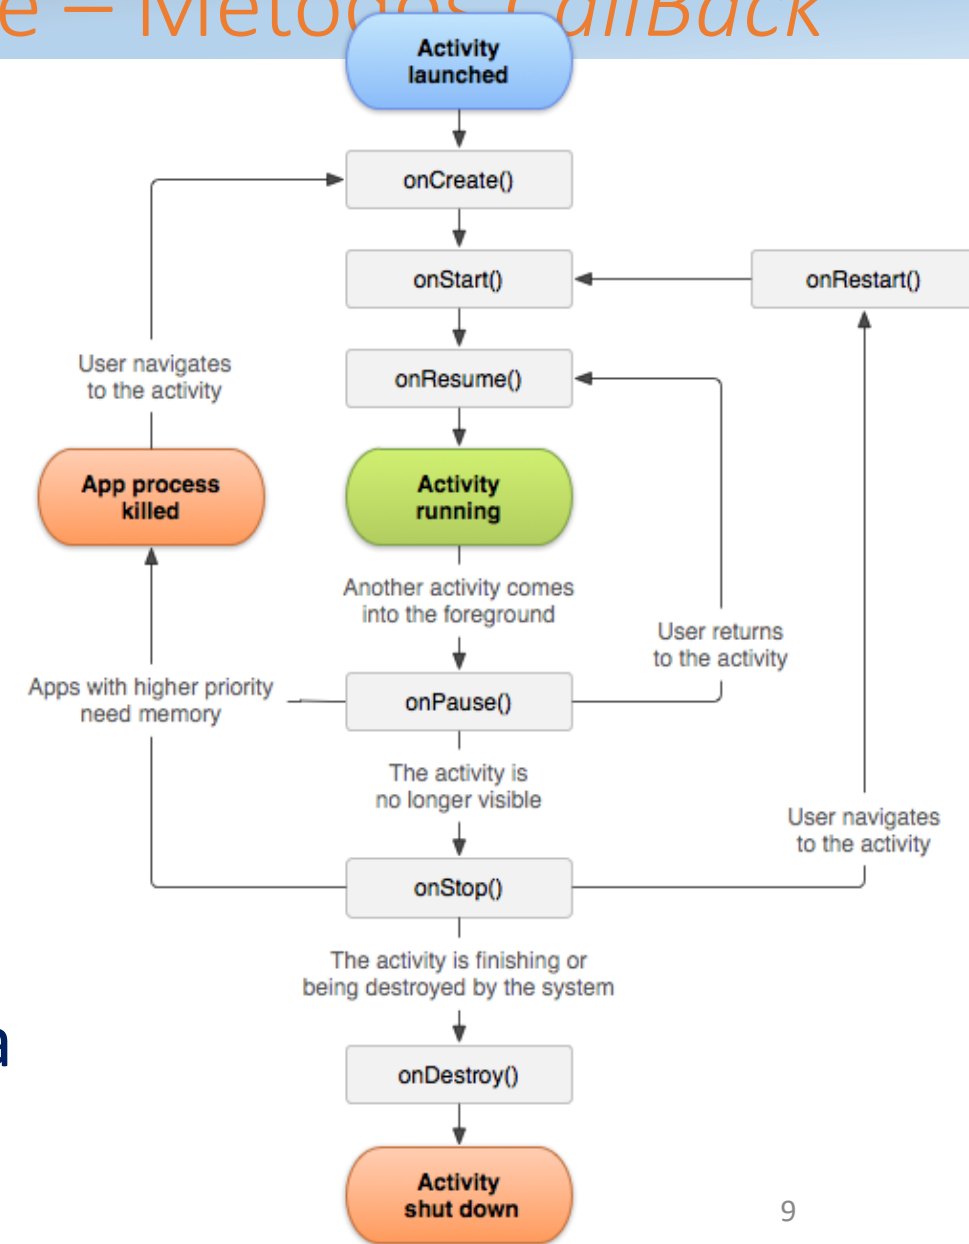 e – Métodos CallBack
Activity
launched
onCreate()
onStart()
onRestart()
User navigates
to the activity
onResume()
App process
killed
Activity
running
Another activity comes
into the foreground
User returns
to the activity
Apps with higher priority
need memory
onPause()
The activity is
no longer visible
User navigates
to the activity
onStop()
The activity is finishing or
being destroyed by the system
a
onDestroy()
Activity
shut down
9